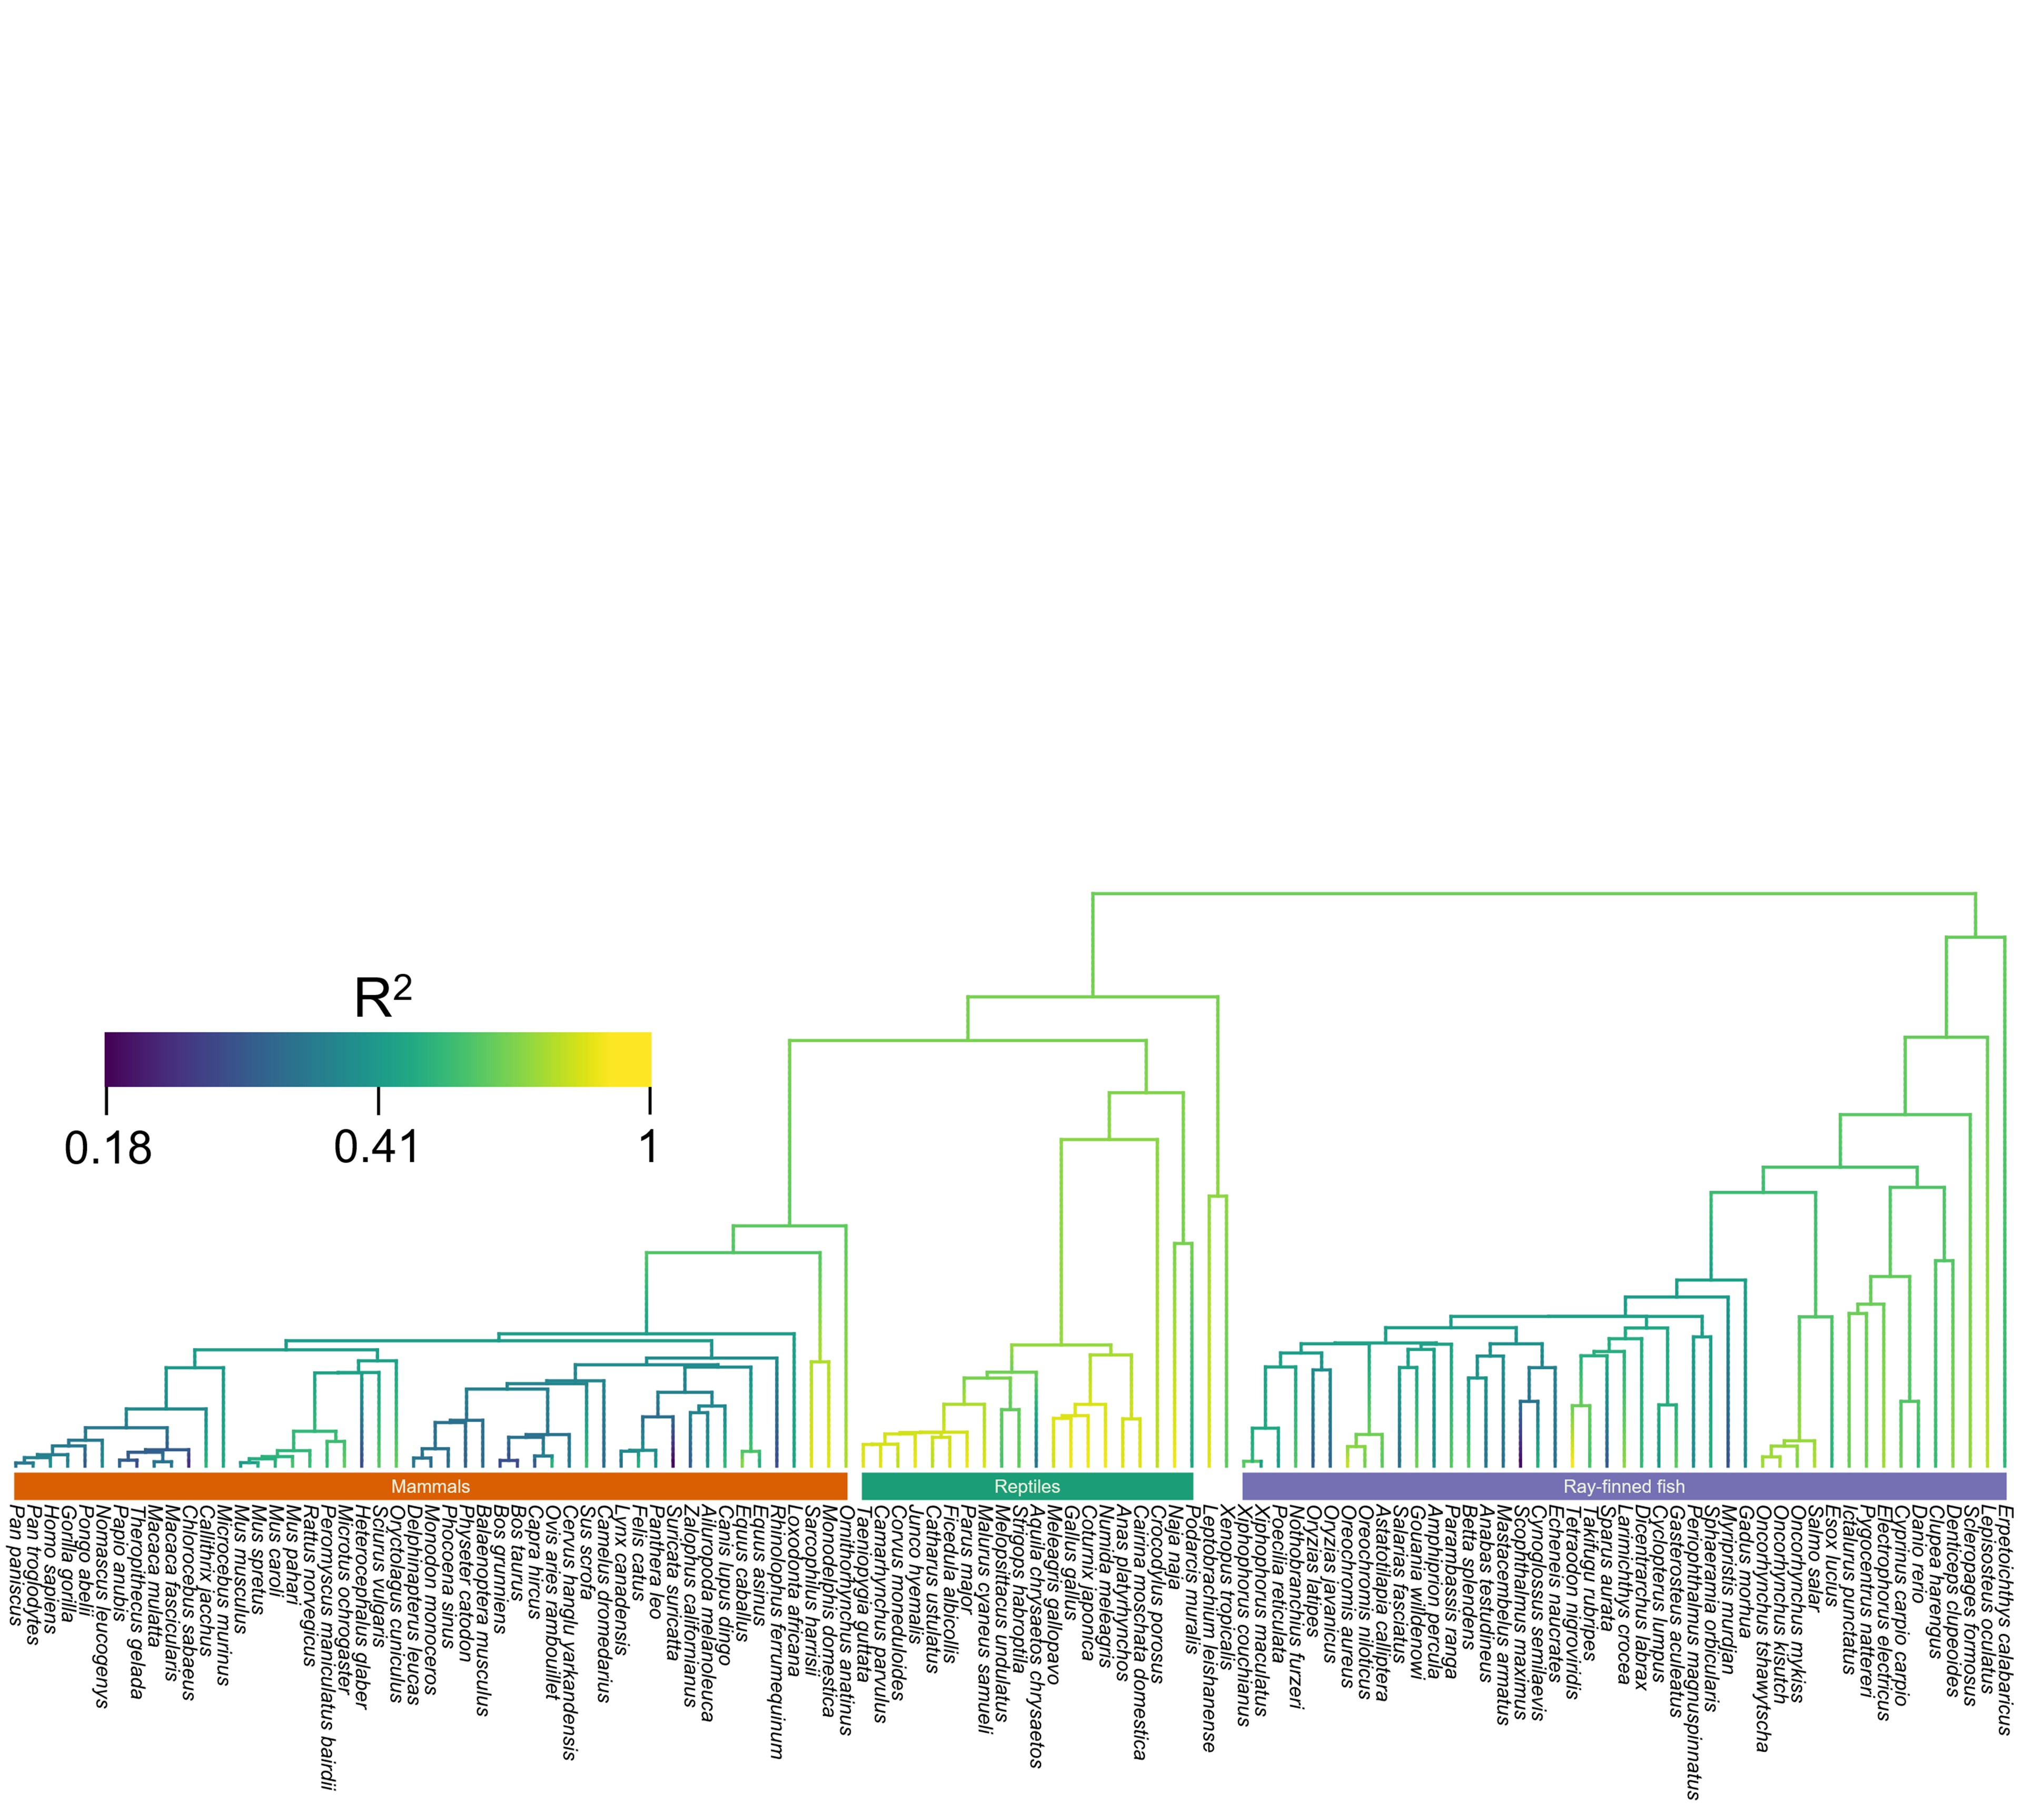 R²
0.18
0.41
1
Mammals
Reptiles
Ray-finned fish
Pan paniscus
Pan troglodytes
Homo sapiens
Gorilla gorilla
Pongo abelii
Nomascus leucogenys
Papio anubis
Theropithecus gelada
Macaca mulatta
Macaca fascicularis
Chlorocebus sabaeus
Callithrix jacchus
Microcebus murinus
Mus musculus
Mus spretus
Mus caroli
Mus pahari
Rattus norvegicus
Peromyscus maniculatus bairdii
Microtus ochrogaster
Heterocephalus glaber
Sciurus vulgaris
Oryctolagus cuniculus
Delphinapterus leucas
Monodon monoceros
Phocoena sinus
Physeter catodon
Balaenoptera musculus
Bos grunniens
Bos taurus
Capra hircus
Ovis aries rambouillet
Cervus hanglu yarkandensis
Sus scrofa
Camelus dromedarius
Lynx canadensis
Felis catus
Panthera leo
Suricata suricatta
Zalophus californianus
Ailuropoda melanoleuca
Canis lupus dingo
Equus caballus
Equus asinus
Rhinolophus ferrumequinum
Loxodonta africana
Sarcophilus harrisii
Monodelphis domestica
Ornithorhynchus anatinus
Taeniopygia guttata
Camarhynchus parvulus
Corvus moneduloides
Junco hyemalis
Catharus ustulatus
Ficedula albicollis
Parus major
Malurus cyaneus samueli
Melopsittacus undulatus
Strigops habroptila
Aquila chrysaetos chrysaetos
Meleagris gallopavo
Gallus gallus
Coturnix japonica
Numida meleagris
Anas platyrhynchos
Cairina moschata domestica
Crocodylus porosus
Naja naja
Podarcis muralis
Leptobrachium leishanense
Xenopus tropicalis
Xiphophorus couchianus
Xiphophorus maculatus
Poecilia reticulata
Nothobranchius furzeri
Oryzias latipes
Oryzias javanicus
Oreochromis aureus
Oreochromis niloticus
Astatotilapia calliptera
Salarias fasciatus
Gouania willdenowi
Amphiprion percula
Parambassis ranga
Betta splendens
Anabas testudineus
Mastacembelus armatus
Scophthalmus maximus
Cynoglossus semilaevis
Echeneis naucrates
Tetraodon nigroviridis
Takifugu rubripes
Sparus aurata
Larimichthys crocea
Dicentrarchus labrax
Cyclopterus lumpus
Gasterosteus aculeatus
Periophthalmus magnuspinnatus
Sphaeramia orbicularis
Myripristis murdjan
Gadus morhua
Oncorhynchus tshawytscha
Oncorhynchus kisutch
Oncorhynchus mykiss
Salmo salar
Esox lucius
Ictalurus punctatus
Pygocentrus nattereri
Electrophorus electricus
Cyprinus carpio carpio
Danio rerio
Clupea harengus
Denticeps clupeoides
Scleropages formosus
Lepisosteus oculatus
Erpetoichthys calabaricus